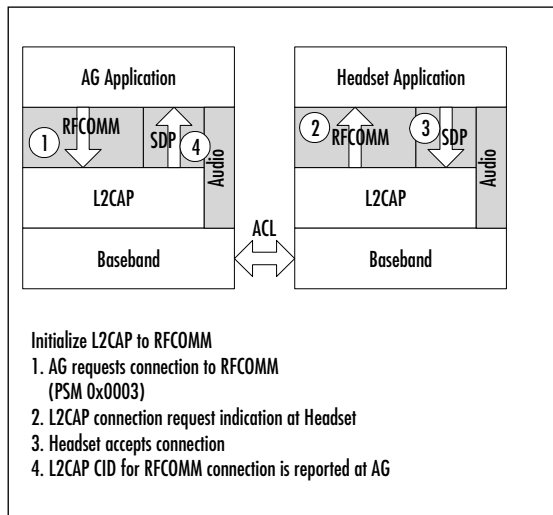 AG Application
Headset Application
1
RFCOMM
SDP
4
Audio
2
RFCOMM
3
SDP
Audio
L2CAP
L2CAP
ACL
Baseband
Baseband
Initialize L2CAP to RFCOMM
1. AG requests connection to RFCOMM
(PSM 0x0003)
2. L2CAP connection request indication at Headset
3. Headset accepts connection
4. L2CAP CID for RFCOMM connection is reported at AG